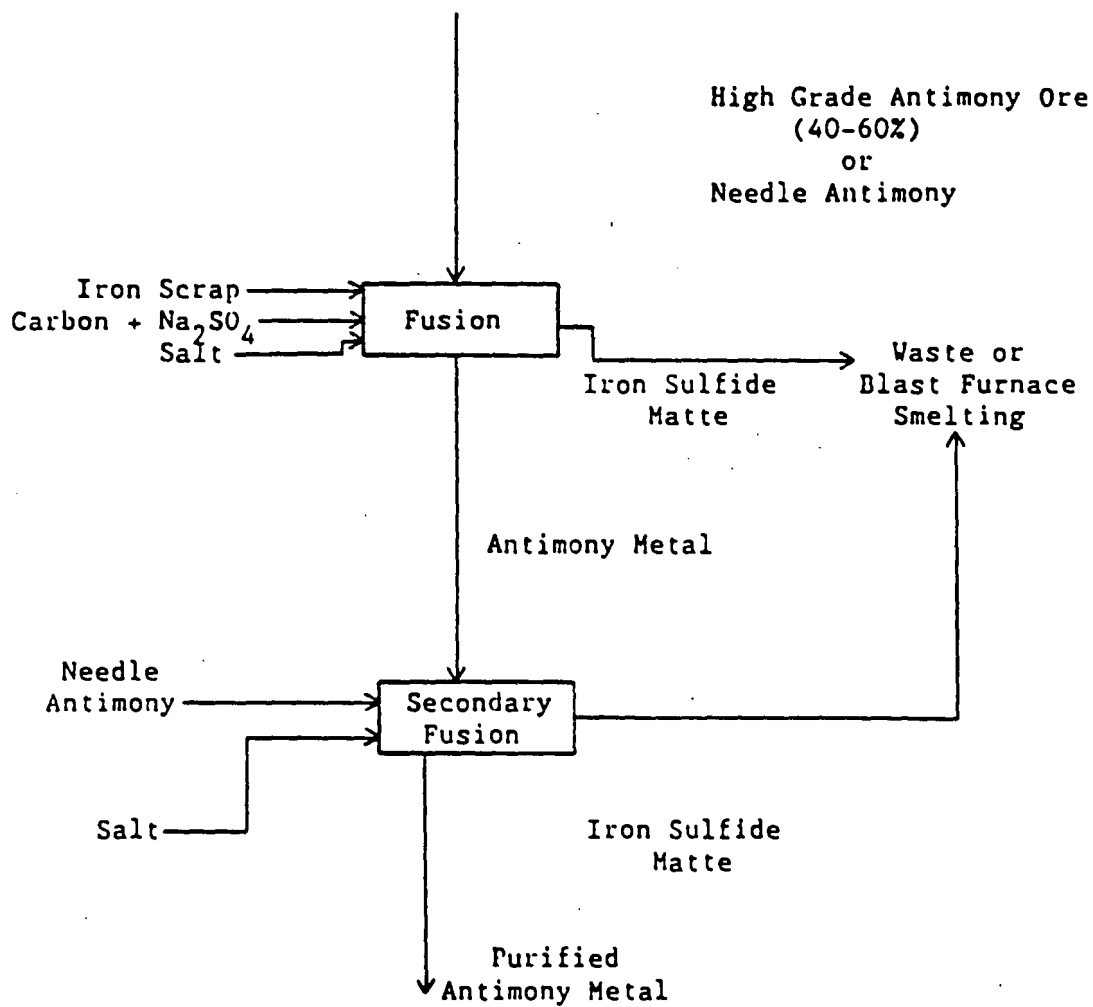 High Grade Antimony Ore
(40-60%)
or
Needle Antimony
Iron Scrap
Carbon + Na₂SO₄
Salt
Fusion
Iron Sulfide
Matte
Waste or
Blast Furnace
Smelting
Antimony Metal
Needle
Antimony
Secondary
Fusion
Salt
Iron Sulfide
Matte
Purified
Antimony Metal